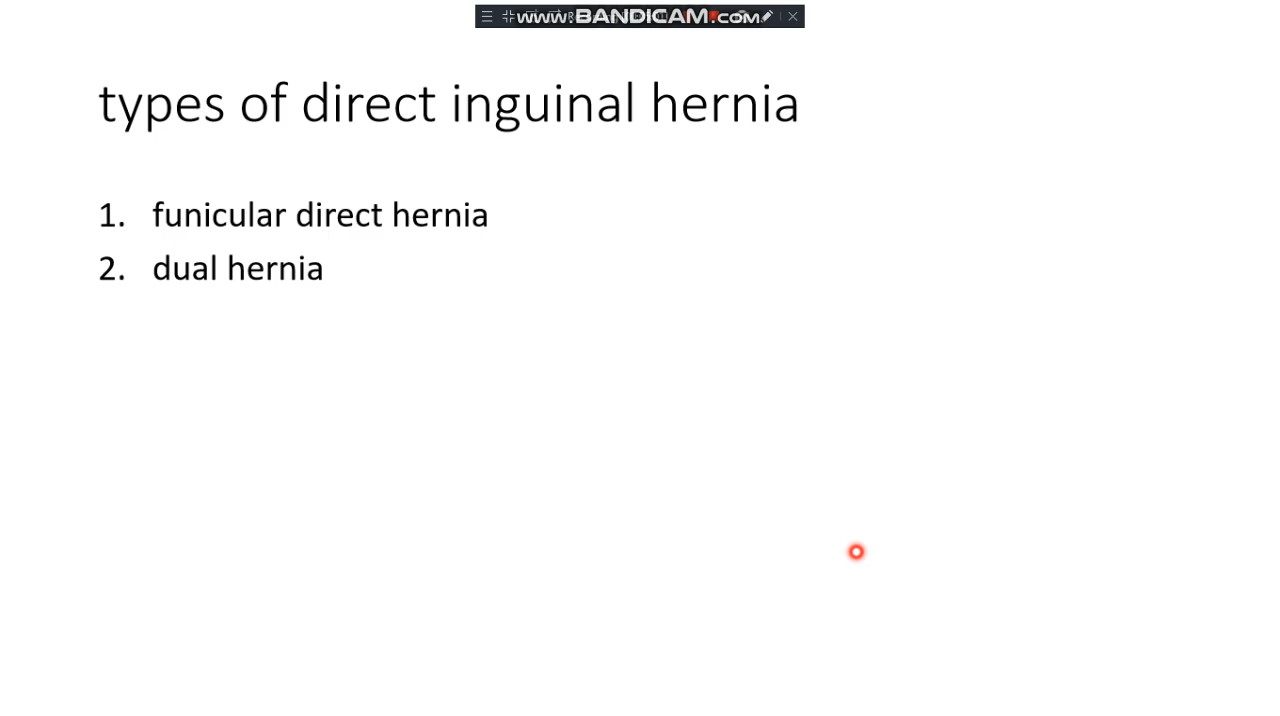 www.BANDICAM.com
types of direct inguinal hernia
1. funicular direct hernia
2. dual hernia